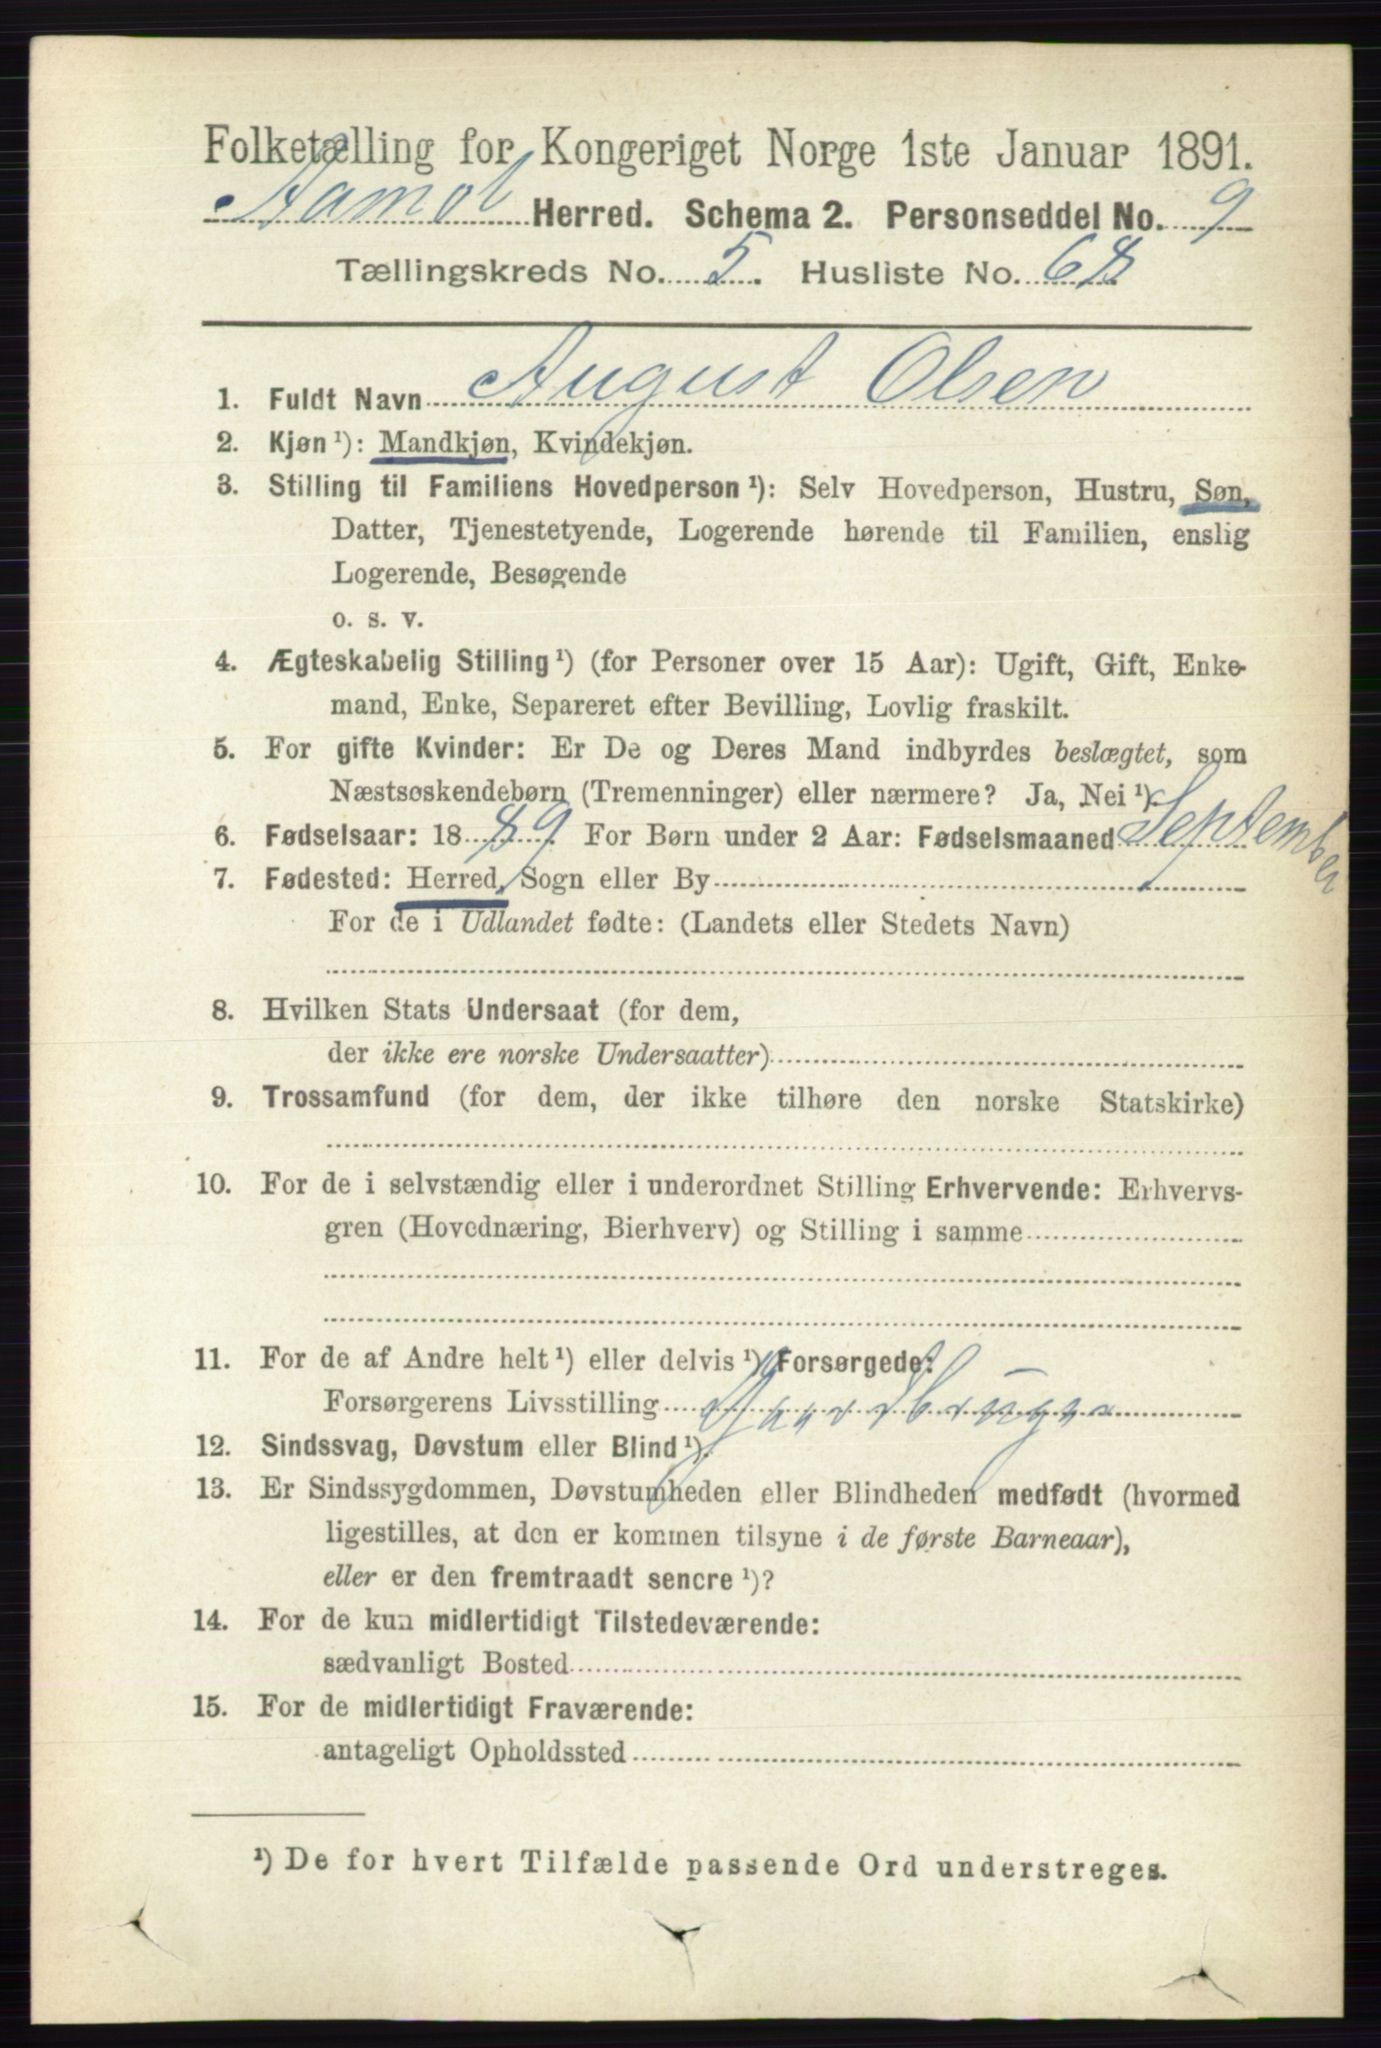 Folketælling for Kongeriget Norge 1ste Januar 1891.
Aamot Herred. Schema 2. Personseddel No. 9
Tællingskreds No. 5. Husliste No. 68
1. Fuldt Navn August Olsen
2. Kjøn ¹): Mandkjøn, Kvindekjøn.
3. Stilling til Familiens Hovedperson ¹): Selv Hovedperson, Hustru, Søn,
Datter, Tjenestetyende, Logerende hørende til Familien, enslig
Logerende, Besøgende
o. s. v.
4. Ægteskabelig Stilling ¹) (for Personer over 15 Aar): Ugift, Gift, Enke-
mand, Enke, Separeret efter Bevilling, Lovlig fraskilt.
5. For gifte Kvinder: Er De og Deres Mand indbyrdes beslægtet, som
Næstsøskendebørn (Tremenninger) eller nærmere? Ja, Nei ¹).
6. Fødselsaar: 1889. For Børn under 2 Aar: Fødselsmaaned September
7. Fødested: Herred, Sogn eller By
For de i Udlandet fødte: (Landets eller Stedets Navn)
8. Hvilken Stats Undersaat (for dem,
der ikke ere norske Undersaatter)
9. Trossamfund (for dem, der ikke tilhøre den norske Statskirke)
10. For de i selvstændig eller i underordnet Stilling Erhvervende: Erhvervs-
gren (Hovednæring, Bierhverv) og Stilling i samme
11. For de af Andre helt ¹) eller delvis ¹) Forsørgede:
Forsørgerens Livsstilling Gaardbruger
12. Sindssvag, Døvstum eller Blind ¹).
13. Er Sindssygdommen, Døvstumheden eller Blindheden medfødt (hvormed
ligestilles, at den er kommen tilsyne i de første Barneaar),
eller er den fremtraadt senere ¹)?
14. For de kun midlertidigt Tilstedeværende:
sædvanligt Bosted
15. For de midlertidigt Fraværende:
antageligt Opholdssted
¹) De for hvert Tilfælde passende Ord understreges.